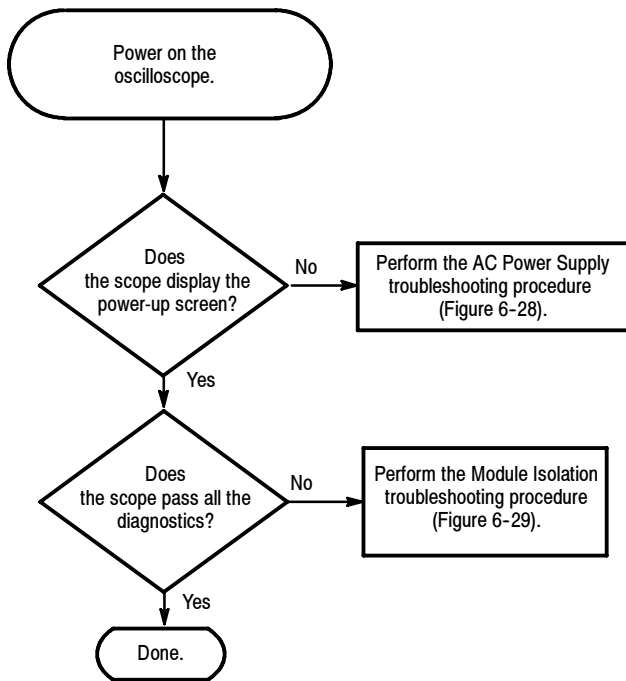 Power on the
oscilloscope.
Does
the scope display the
power-up screen?
No
Perform the AC Power Supply
troubleshooting procedure
(Figure 6-28).
Yes
Does
the scope pass all the
diagnostics?
No
Perform the Module Isolation
troubleshooting procedure
(Figure 6-29).
Yes
Done.